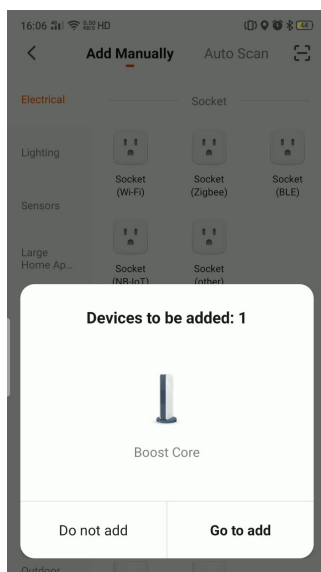 16:06 HD 44
Add Manually Auto Scan
Electrical
Socket
Lighting
Socket
(Wi-Fi)
Socket
(Zigbee)
Socket
(BLE)
Sensors
Large
Home Ap...
Socket
(NB-IoT)
Socket
(other)
Devices to be added: 1
Boost Core
Do not add
Go to add
Outdoor